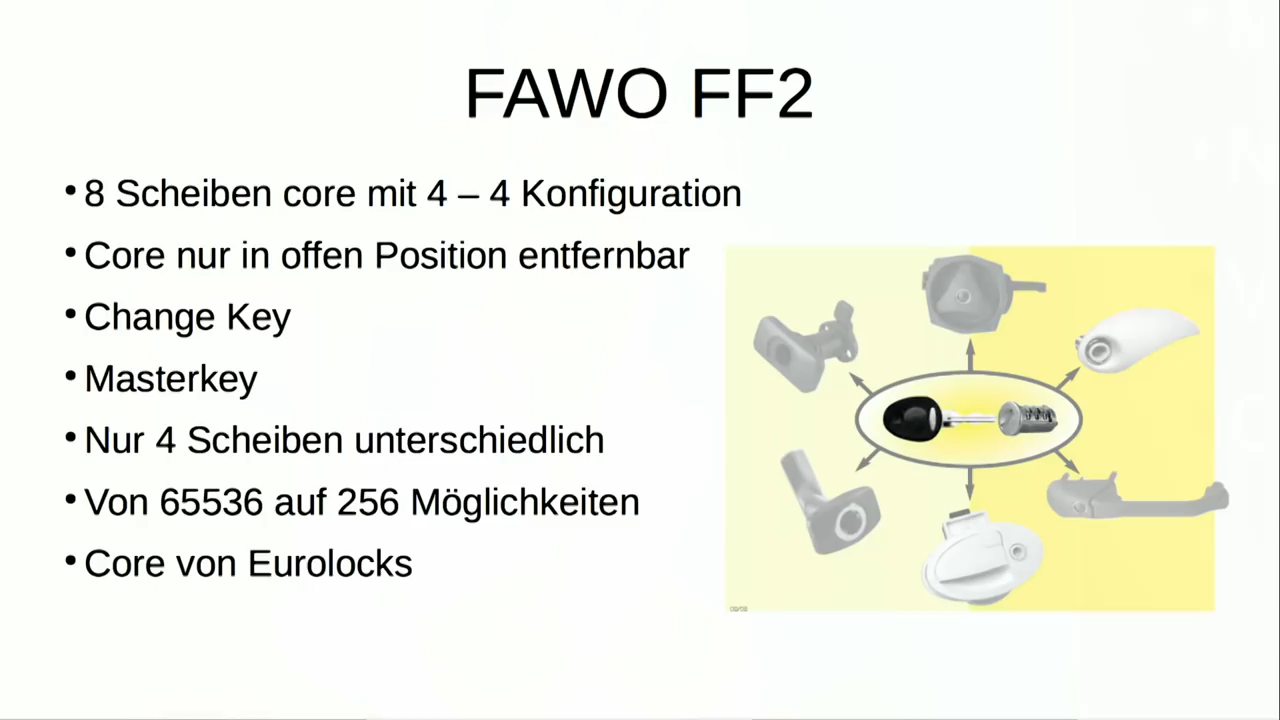 FAWO FF2
• 8 Scheiben core mit 4 – 4 Konfiguration
• Core nur in offen Position entfernbar
• Change Key
• Masterkey
• Nur 4 Scheiben unterschiedlich
• Von 65536 auf 256 Möglichkeiten
• Core von Eurolocks